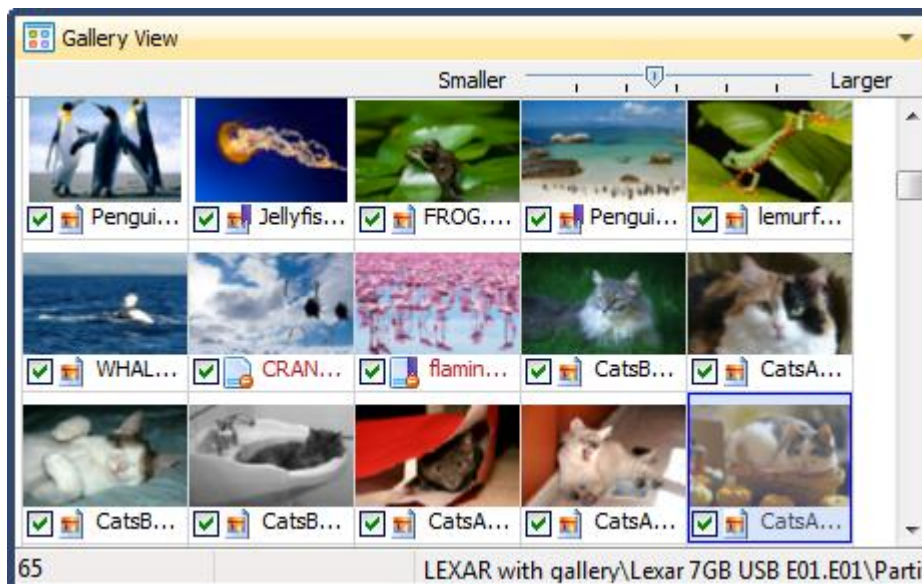 Gallery View
Smaller Larger
Pengui... Jellyfis... FROG.... Pengui... lemurf...
WHAL... CRAN... flamin... CatsB... CatsA...
CatsB... CatsB... CatsA... CatsA... CatsA...
65 LEXAR with gallery\Lexar 7GB USB E01.E01\Parti